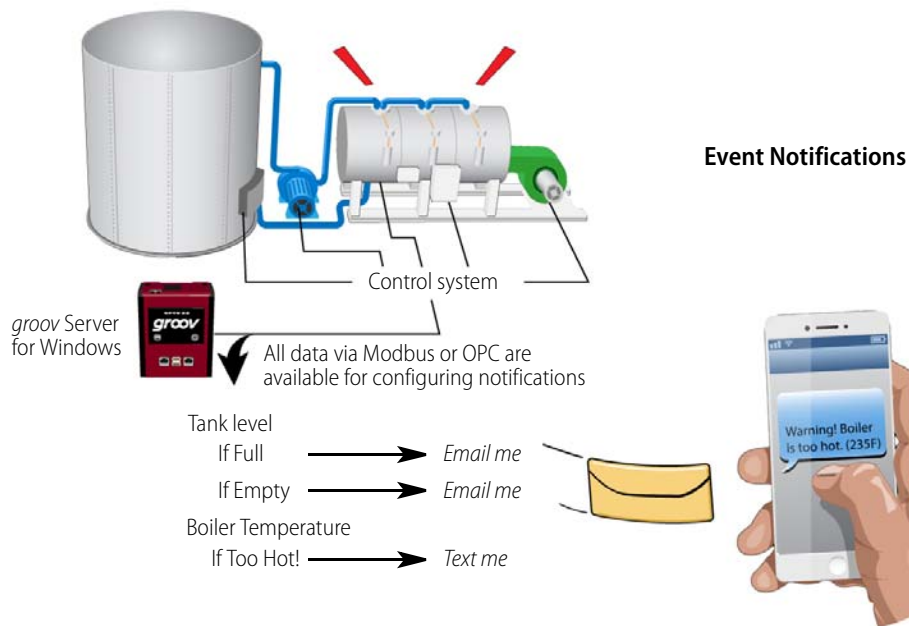 Event Notifications
Control system
groov Server
for Windows
groov
All data via Modbus or OPC are
available for configuring notifications
Tank level
If Full
Email me
If Empty
Email me
Boiler Temperature
If Too Hot!
Text me
Warning! Boiler
is too hot. (235F)